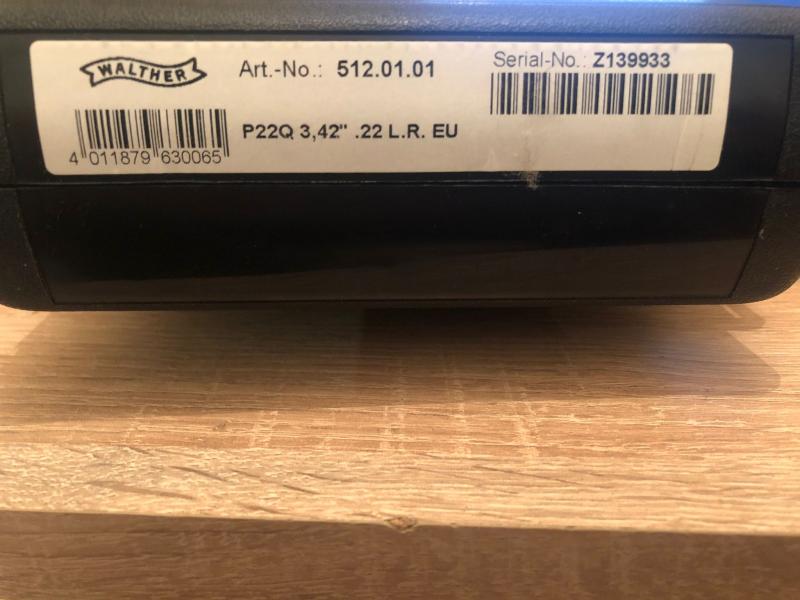 WALTHER
Art.-No.: 512.01.01
Serial-No.: Z139933
4 011879 630065
P22Q 3,42" .22 L.R. EU